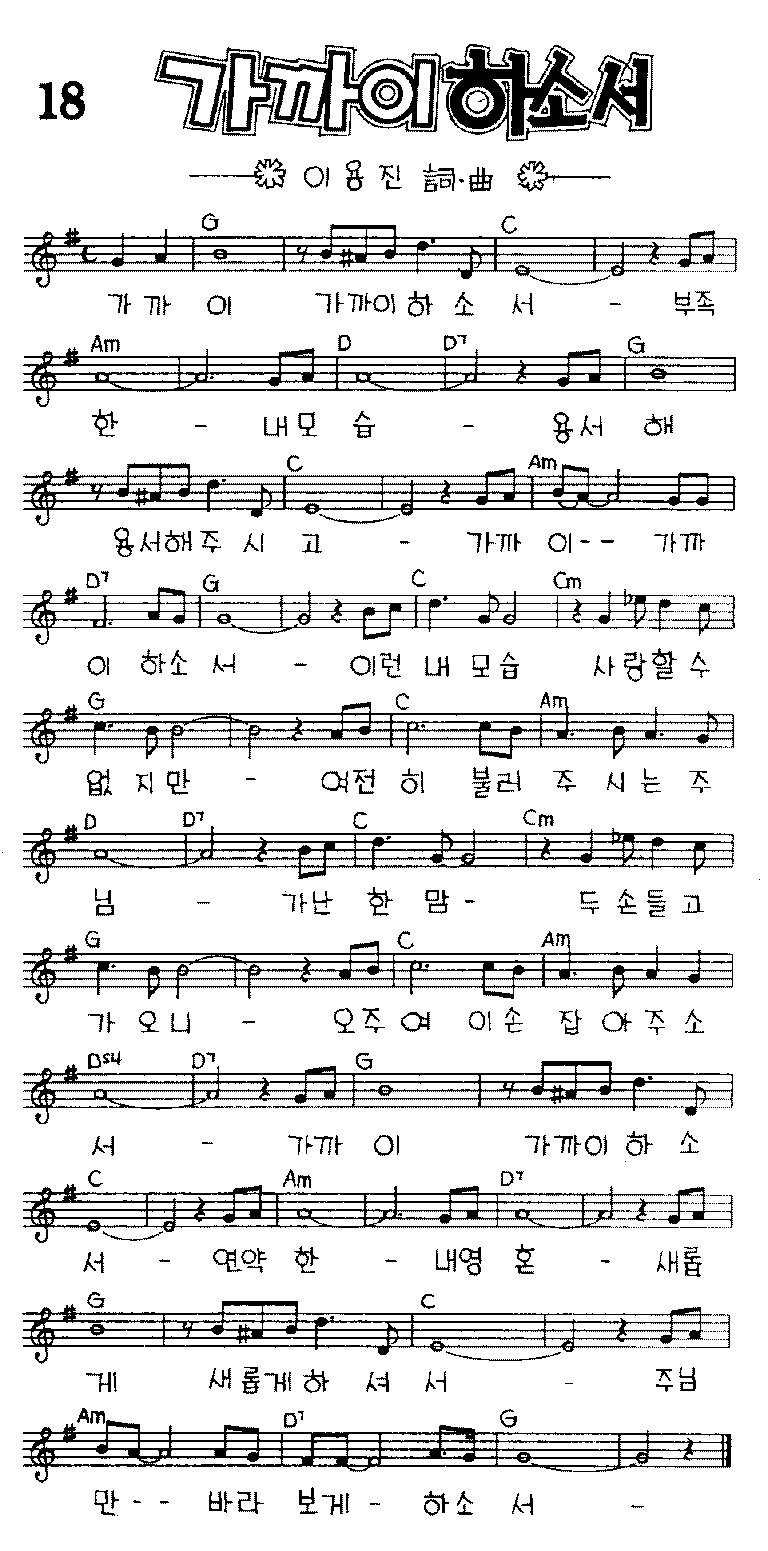 18
가까이하소서
이용진 詞·曲
G C
가까 이 가까이하 소 서 - 부족
Am D D7 G
한 - 내모 습 - 용서 해
C Am
용서해주 시 고 - 가까 이-- 가까
D7 G C Cm
이 하소 서 - 이런 내 모습 사랑할 수
G C Am
없 지 만 - 여전 히 불러 주 시 는 주
D D7 C Cm
님 - 가난 한 맘 - 두 손 들 고
G C Am
가 오 니 - 오주 여 이손 잡 아 주 소
Ds4 D7 G
서 - 가까 이 가까이 하 소
C Am D7
서 - 연약 한 - 내영 혼 - 새롭
G C
게 새롭게하 셔 서 - 주님
Am D7 G
만 - - 바라 보게 - 하소 서 -